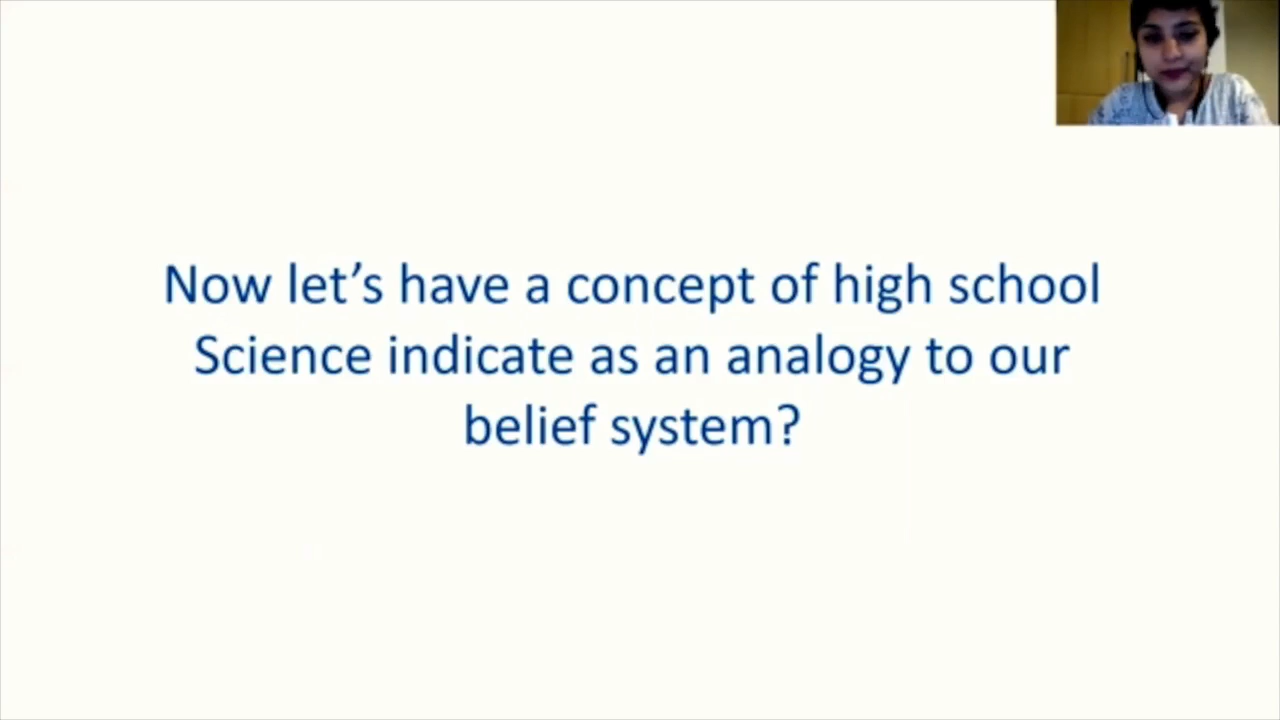 Now let’s have a concept of high school
Science indicate as an analogy to our
belief system?